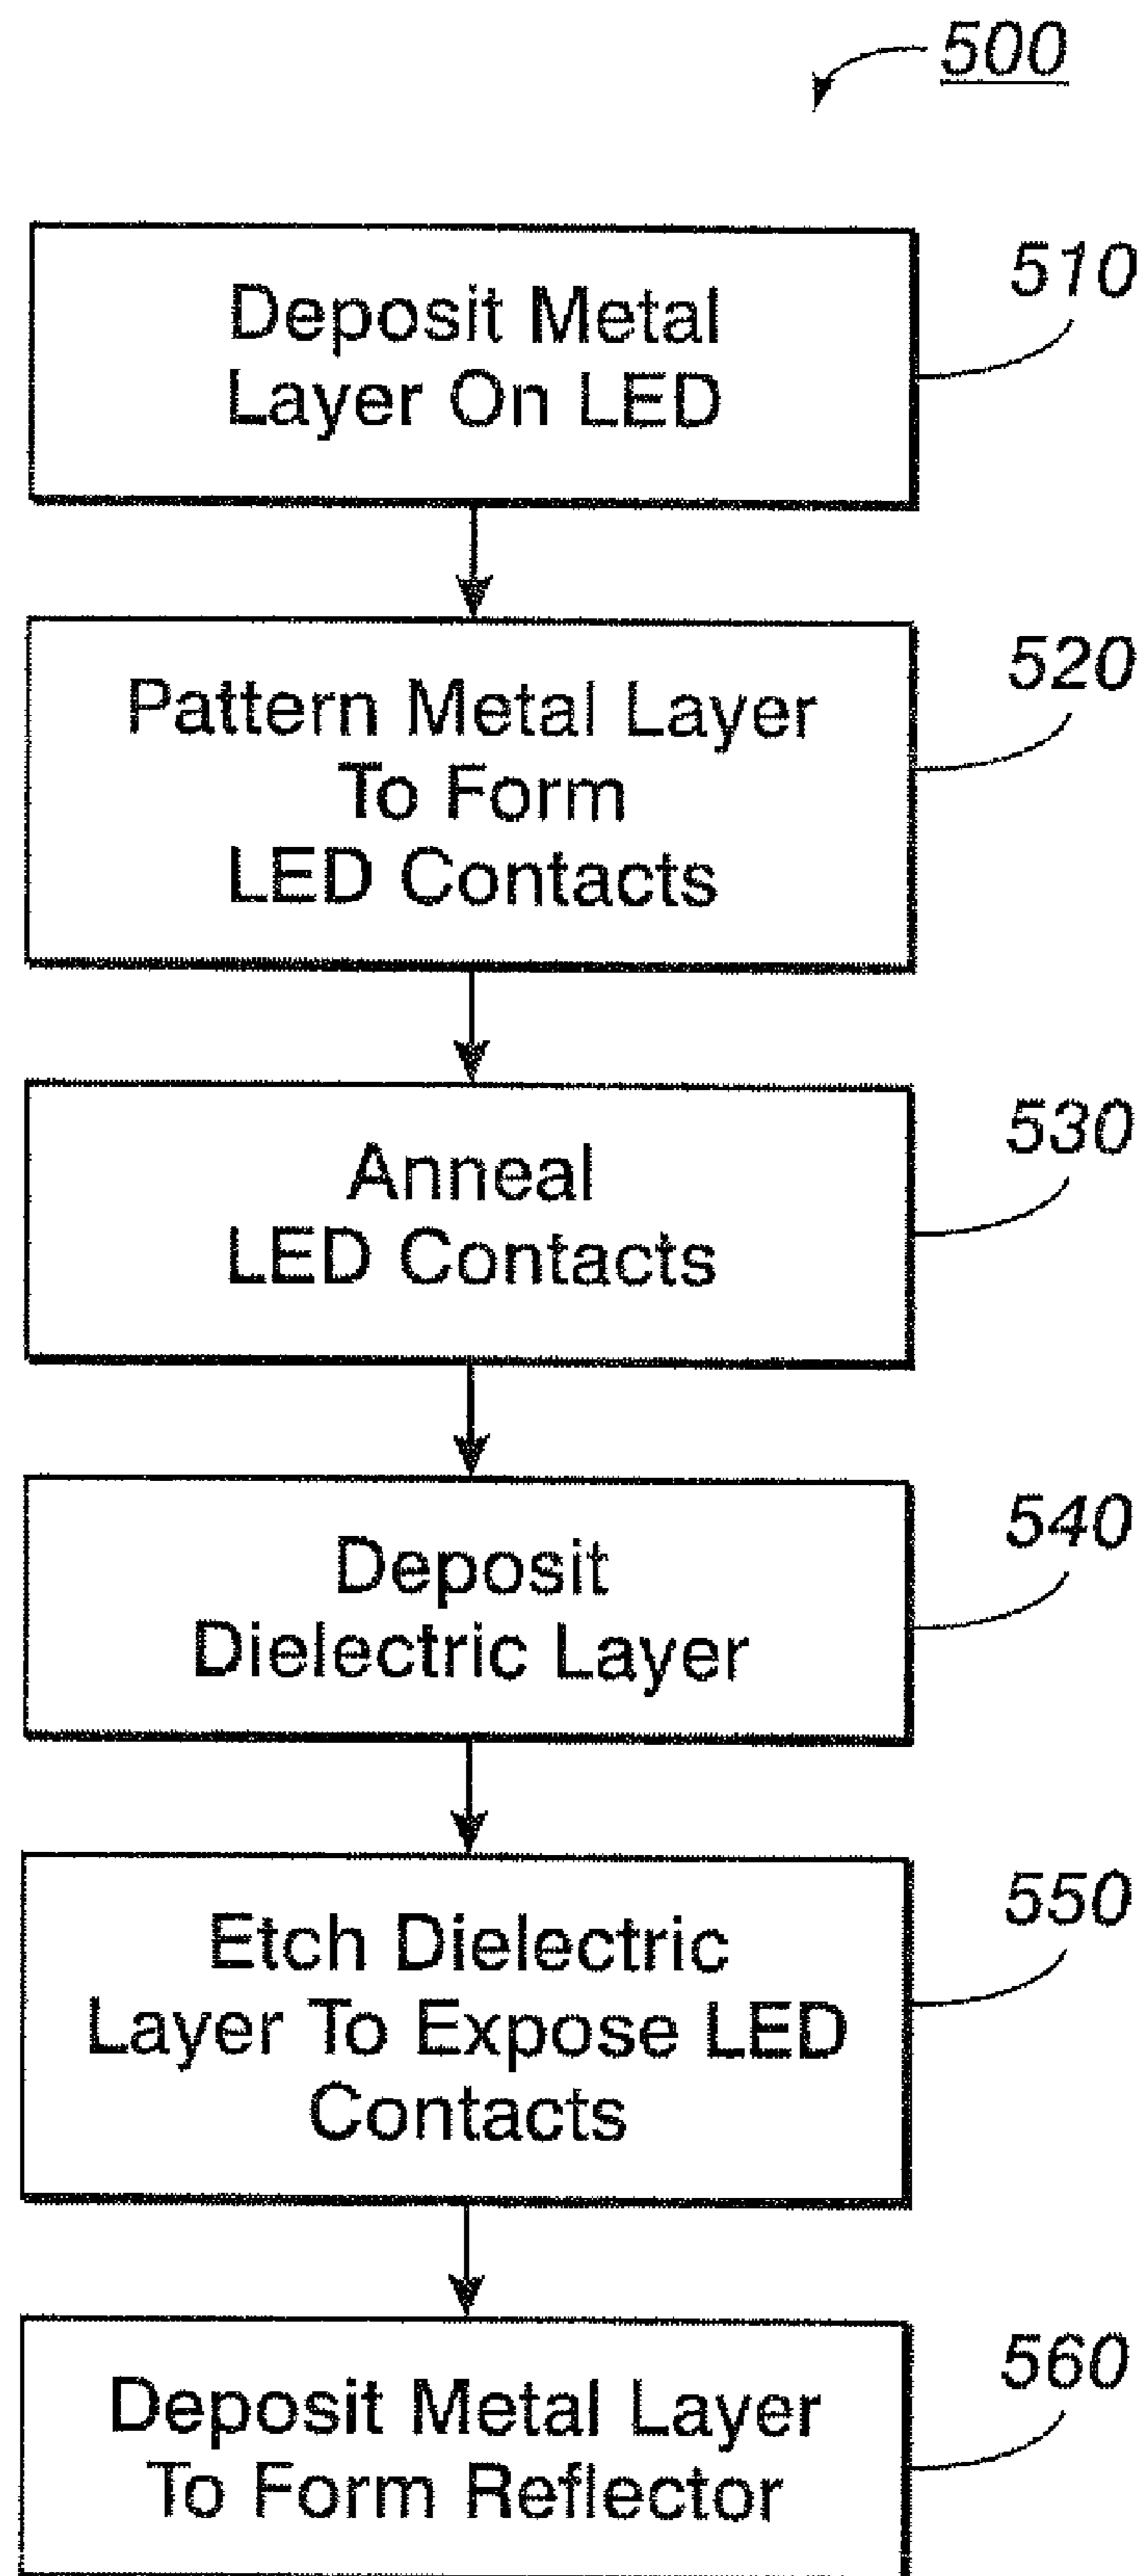 500
Deposit Metal
Layer On LED
510
Pattern Metal Layer
To Form
LED Contacts
520
Anneal
LED Contacts
530
Deposit
Dielectric Layer
540
Etch Dielectric
Layer To Expose LED
Contacts
550
Deposit Metal Layer
To Form Reflector
560